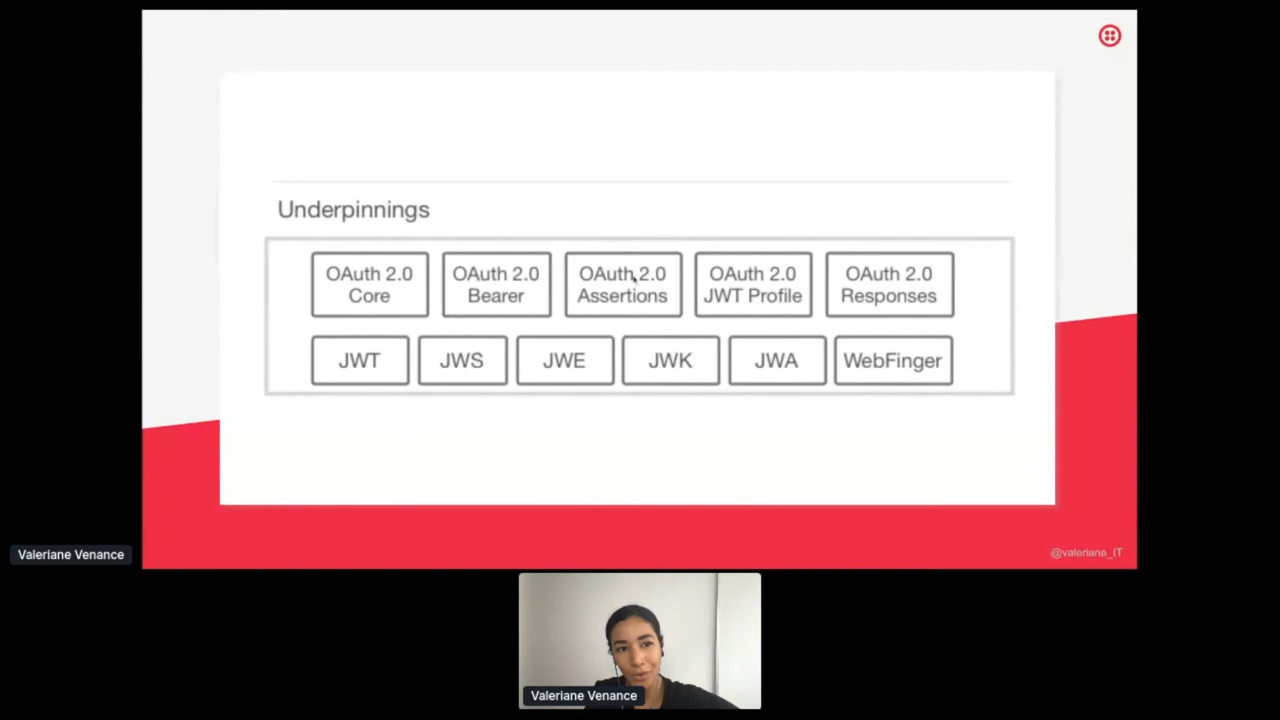 Underpinnings
OAuth 2.0
Core
OAuth 2.0
Bearer
OAuth 2.0
Assertions
OAuth 2.0
JWT Profile
OAuth 2.0
Responses
JWT
JWS
JWE
JWK
JWA
WebFinger
@valeriane_IT
Valeriane Venance
Valeriane Venance